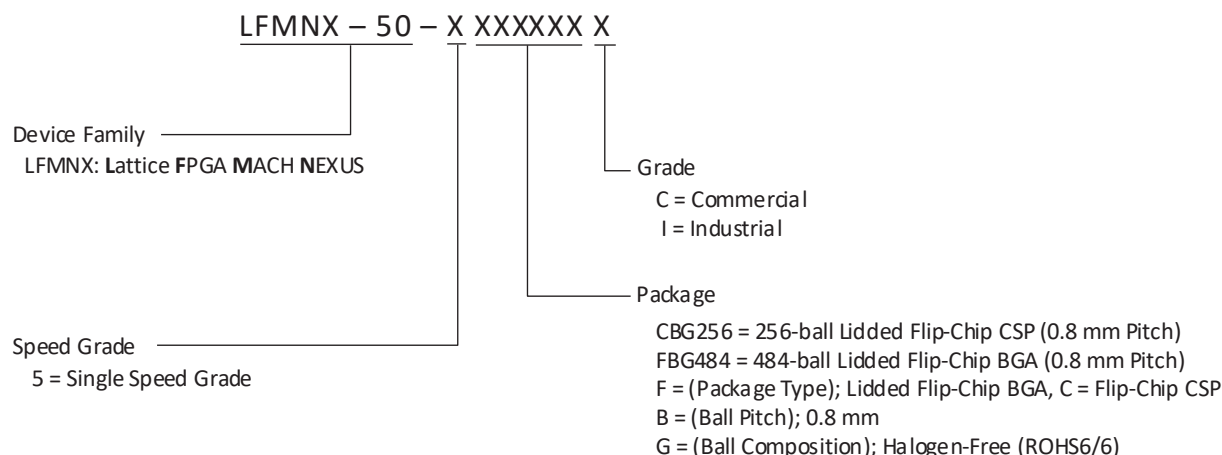 LFMNX – 50 – X XXXXXX X
Device Family
LFMNX: Lattice FPGA MACH NEXUS
Grade
C = Commercial
I = Industrial
Package
CBG256 = 256-ball Lidded Flip-Chip CSP (0.8 mm Pitch)
FBG484 = 484-ball Lidded Flip-Chip BGA (0.8 mm Pitch)
F = (Package Type); Lidded Flip-Chip BGA, C = Flip-Chip CSP
B = (Ball Pitch); 0.8 mm
G = (Ball Composition); Halogen-Free (ROHS6/6)
Speed Grade
5 = Single Speed Grade